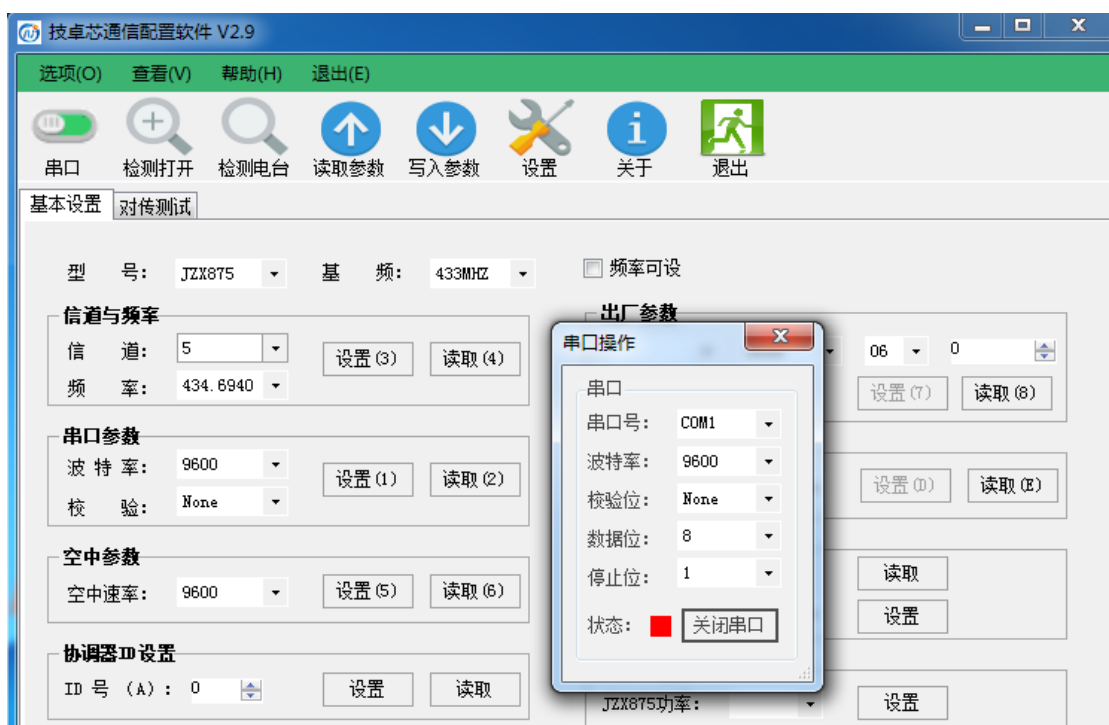 技卓芯通信配置软件 V2.9
选项(O) 查看(V) 帮助(H) 退出(E)
串口 检测打开 检测电台 读取参数 写入参数 设置 关于 退出
基本设置 对传测试
型 号: JZX875 基 频: 433MHZ 频率可设
信道与频率
信 道: 5 设置(3) 读取(4)
频 率: 434.6940
串口参数
波特率: 9600 设置(1) 读取(2)
校 验: None
空中参数
空中速率: 9600 设置(5) 读取(6)
协调器ID设置
ID 号 (A): 0 设置 读取
出厂参数
06 0
设置(7) 读取(8)
设置(D) 读取(E)
读取
设置
JZX875功率: 设置
串口操作
串口
串口号: COM1
波特率: 9600
校验位: None
数据位: 8
停止位: 1
状态: 关闭串口